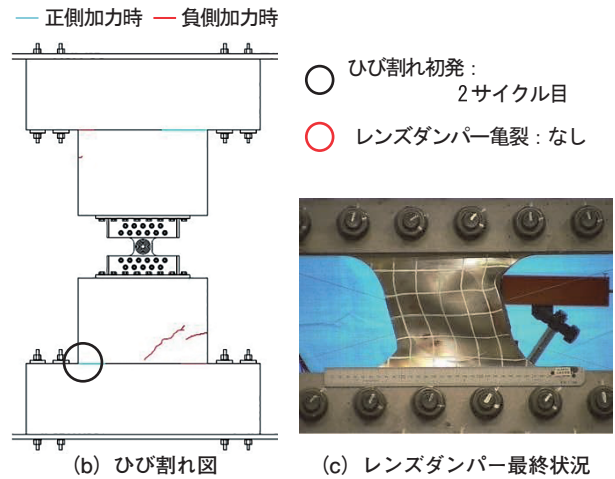 正側加力時 負側加力時
ひび割れ初発:
2サイクル目
レンズダンパー亀裂:なし
(b) ひび割れ図
(c) レンズダンパー最終状況